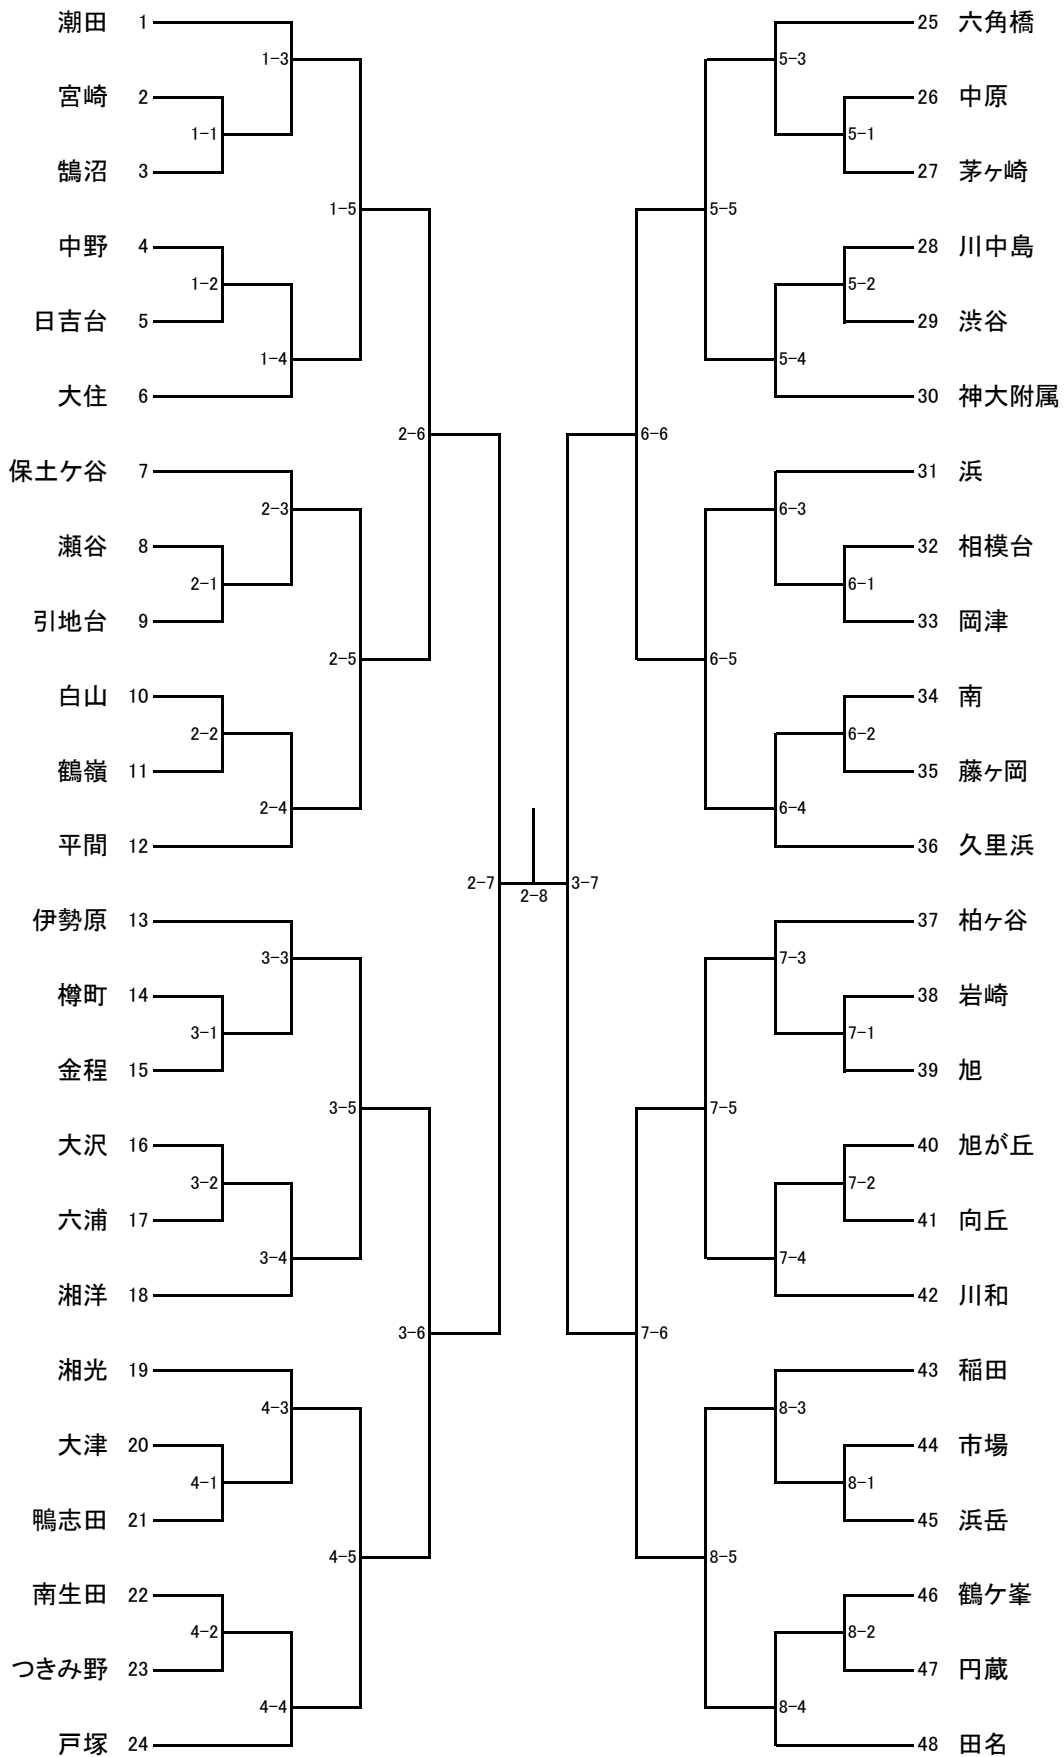 潮田 1
1-3
宮崎 2
1-1
鵠沼 3
1-5
中野 4
1-2
日吉台 5
1-4
大住 6
2-6
保土ケ谷 7
2-3
瀬谷 8
2-1
引地台 9
2-5
白山 10
2-2
鶴嶺 11
2-4
平間 12
2-7
伊勢原 13
3-3
樽町 14
3-1
金程 15
3-5
大沢 16
3-2
六浦 17
3-4
湘洋 18
3-6
湘光 19
4-3
大津 20
4-1
鴨志田 21
4-5
南生田 22
4-2
つきみ野 23
4-4
戸塚 24
2-8
25 六角橋
5-3
26 中原
5-1
27 茅ヶ崎
5-5
28 川中島
5-2
29 渋谷
5-4
30 神大附属
6-6
31 浜
6-3
32 相模台
6-1
33 岡津
6-5
34 南
6-2
35 藤ヶ岡
6-4
36 久里浜
3-7
37 柏ヶ谷
7-3
38 岩崎
7-1
39 旭
7-5
40 旭が丘
7-2
41 向丘
7-4
42 川和
7-6
43 稲田
8-3
44 市場
8-1
45 浜岳
8-5
46 鶴ケ峯
8-2
47 円蔵
8-4
48 田名